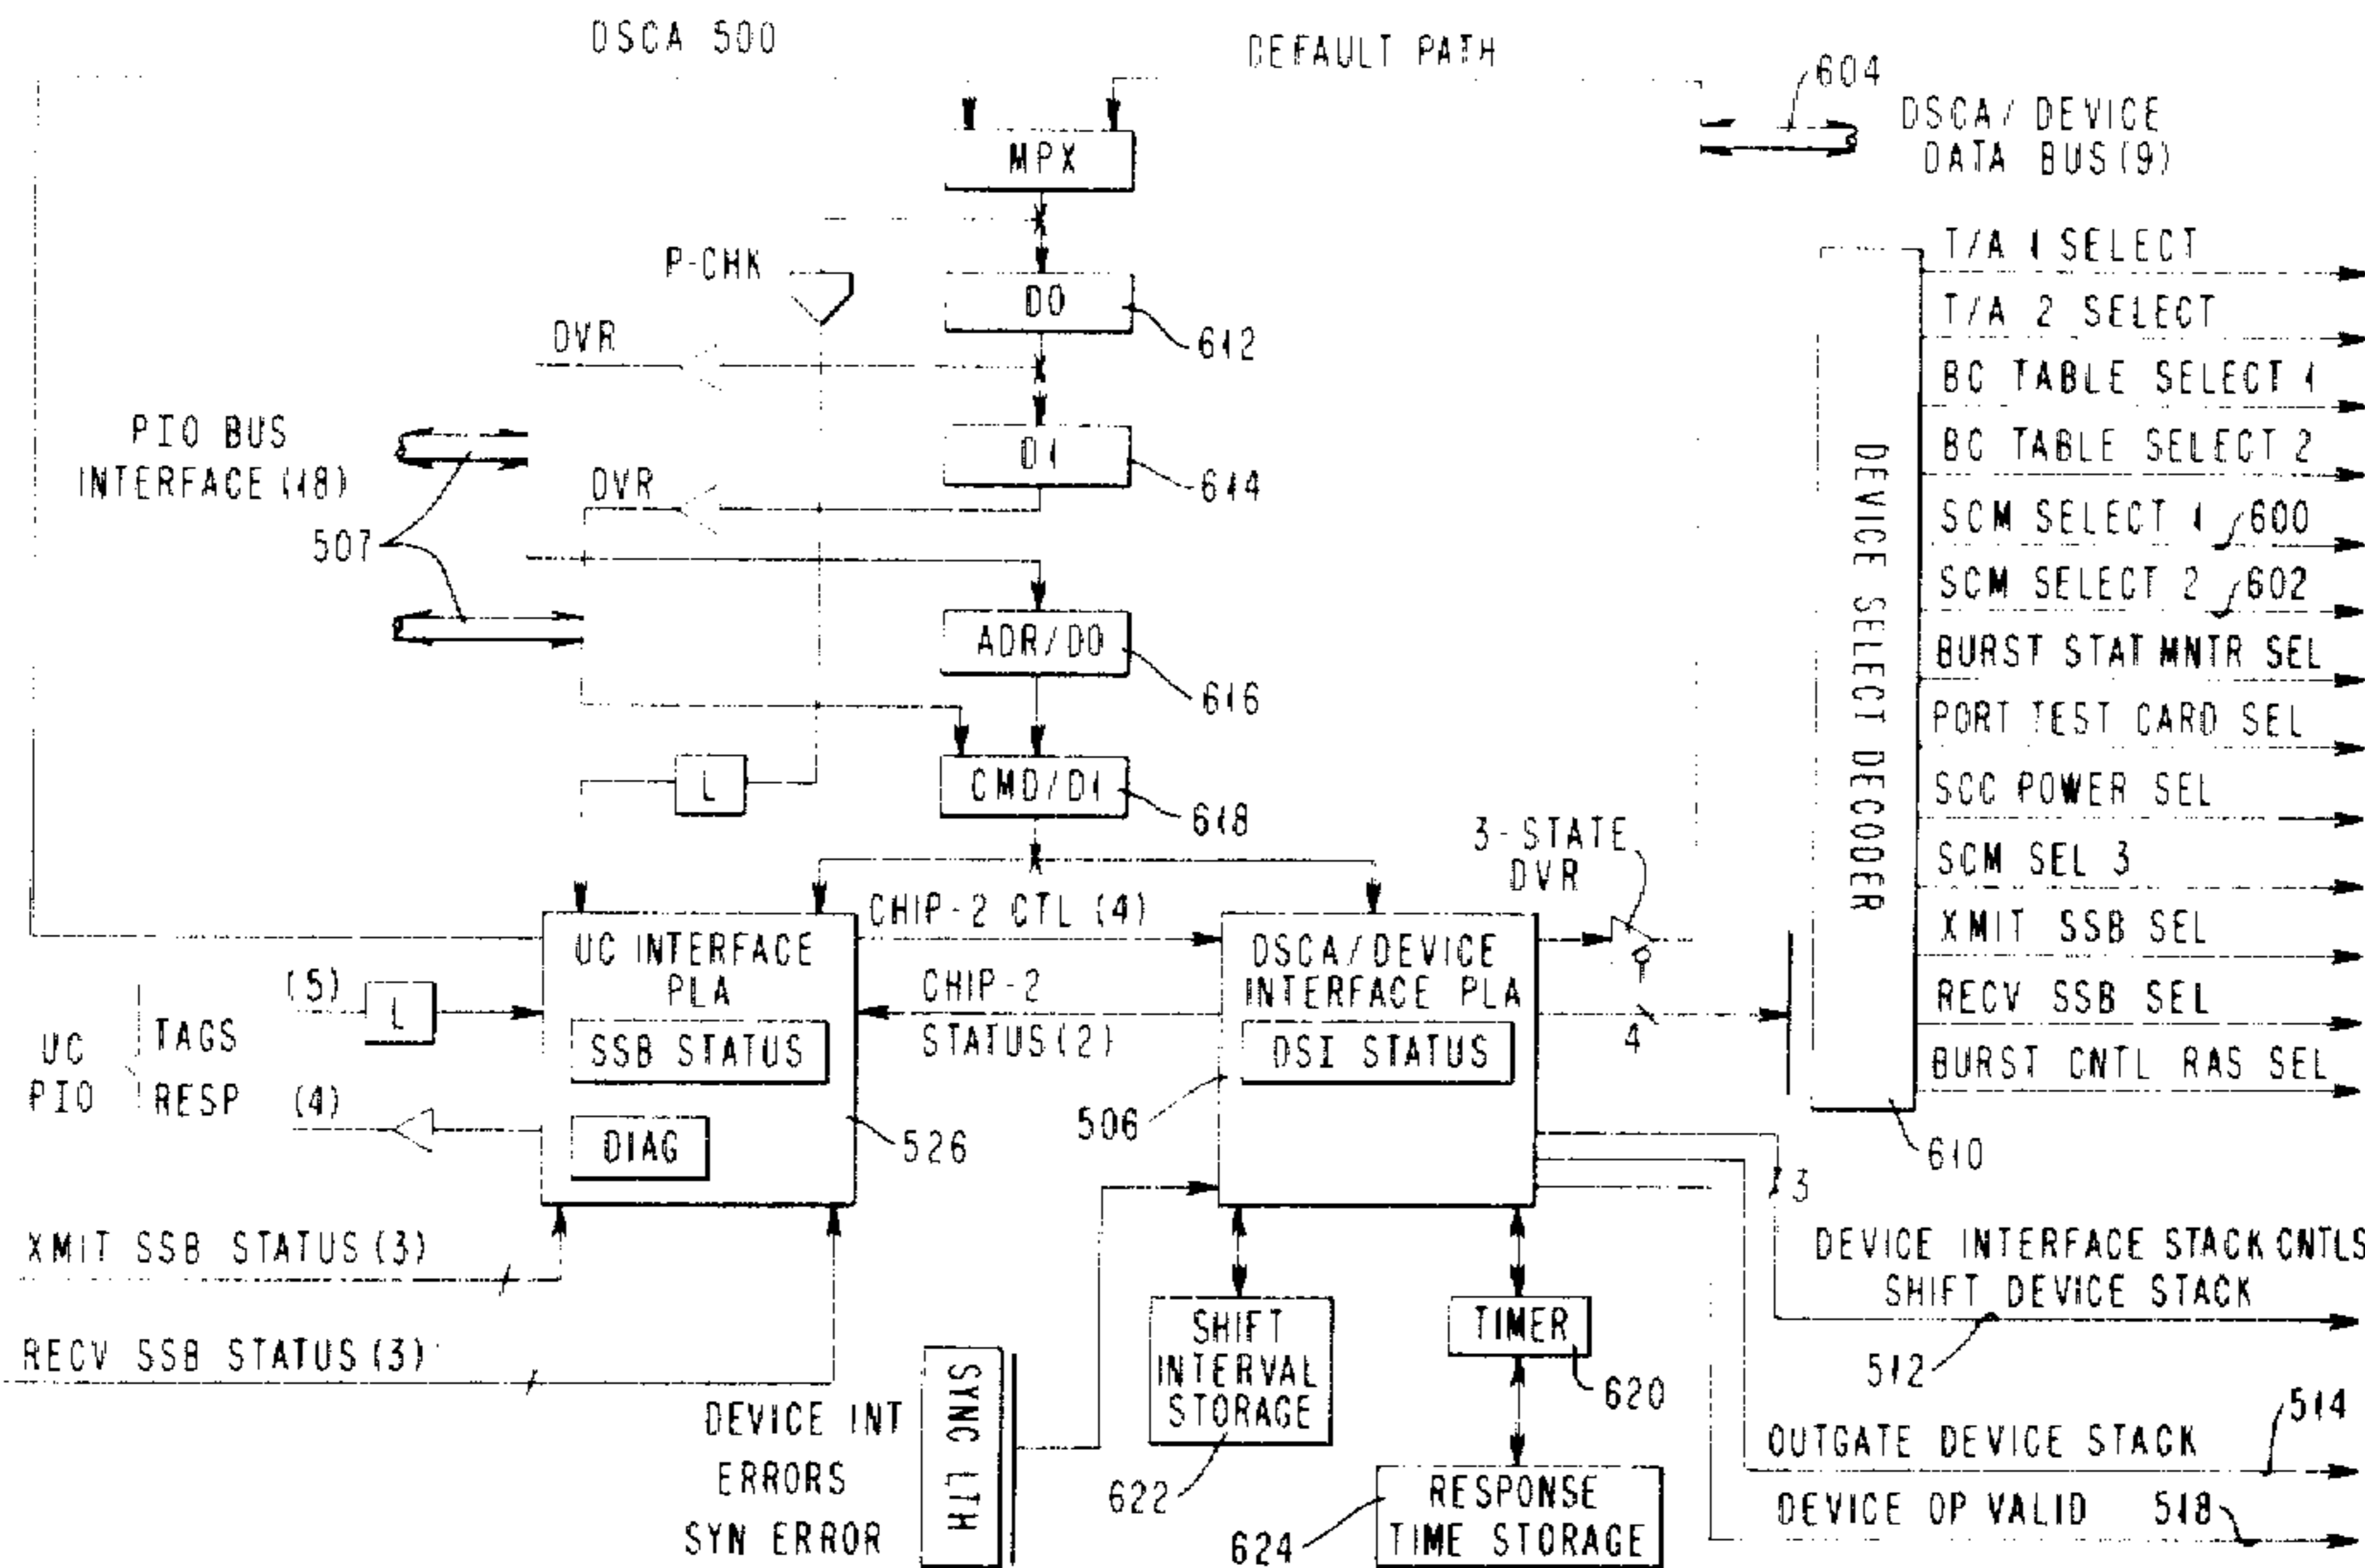 DSCA 500
DEFAULT PATH
604
DSCA/DEVICE
DATA BUS(9)
MPX
P-CHK
D0
612
DVR
PIO BUS
INTERFACE (18)
507
D1
614
DVR
ADR/D0
616
CMD/D1
618
L
T/A 1 SELECT
T/A 2 SELECT
BC TABLE SELECT 1
BC TABLE SELECT 2
SCM SELECT 1 600
SCM SELECT 2 602
BURST STAT MNTR SEL
PORT TEST CARD SEL
SCC POWER SEL
SCM SEL 3
XMIT SSB SEL
RECV SSB SEL
BURST CNTL RAS SEL
DEVICE SELECT DECODER
610
3-STATE
DVR
CHIP-2 CTL (4)
CHIP-2
STATUS(2)
UC INTERFACE
PLA
SSB STATUS
DIAG
526
DSCA/DEVICE
INTERFACE PLA
DSI STATUS
506
4
3
UC
PIO
TAGS
RESP
(5)
L
(4)
XMIT SSB STATUS(3)
RECV SSB STATUS(3)
DEVICE INT
ERRORS
SYN ERROR
SYNC LTH
SHIFT
INTERVAL
STORAGE
622
TIMER
620
RESPONSE
TIME STORAGE
624
DEVICE INTERFACE STACK CNTLS
SHIFT DEVICE STACK
512
OUTGATE DEVICE STACK
514
DEVICE OP VALID 518